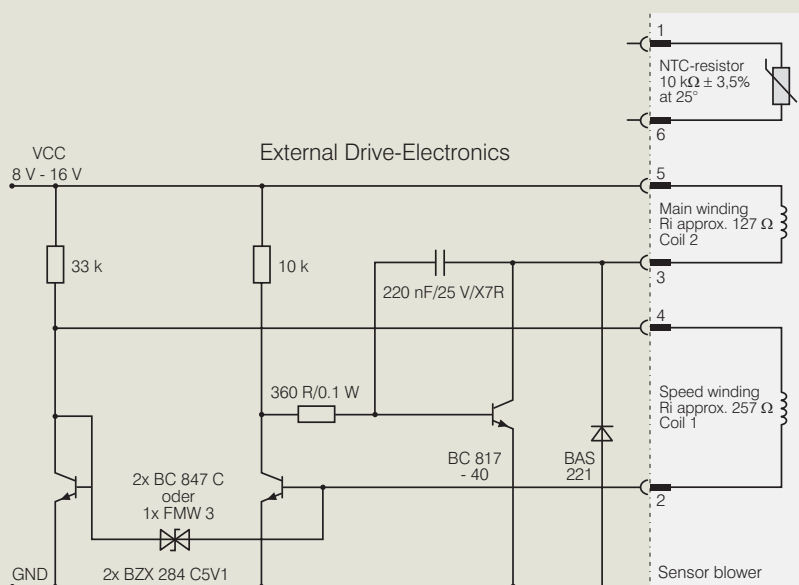 1
NTC-resistor
10 kΩ ± 3,5%
at 25°
6
External Drive-Electronics
VCC
8 V - 16 V
5
Main winding
Ri approx. 127 Ω
Coil 2
33 k
10 k
220 nF/25 V/X7R
3
4
360 R/0.1 W
Speed winding
Ri approx. 257 Ω
Coil 1
BC 817
- 40
BAS
221
2x BC 847 C
oder
1x FMW 3
2
GND
2x BZX 284 C5V1
Sensor blower